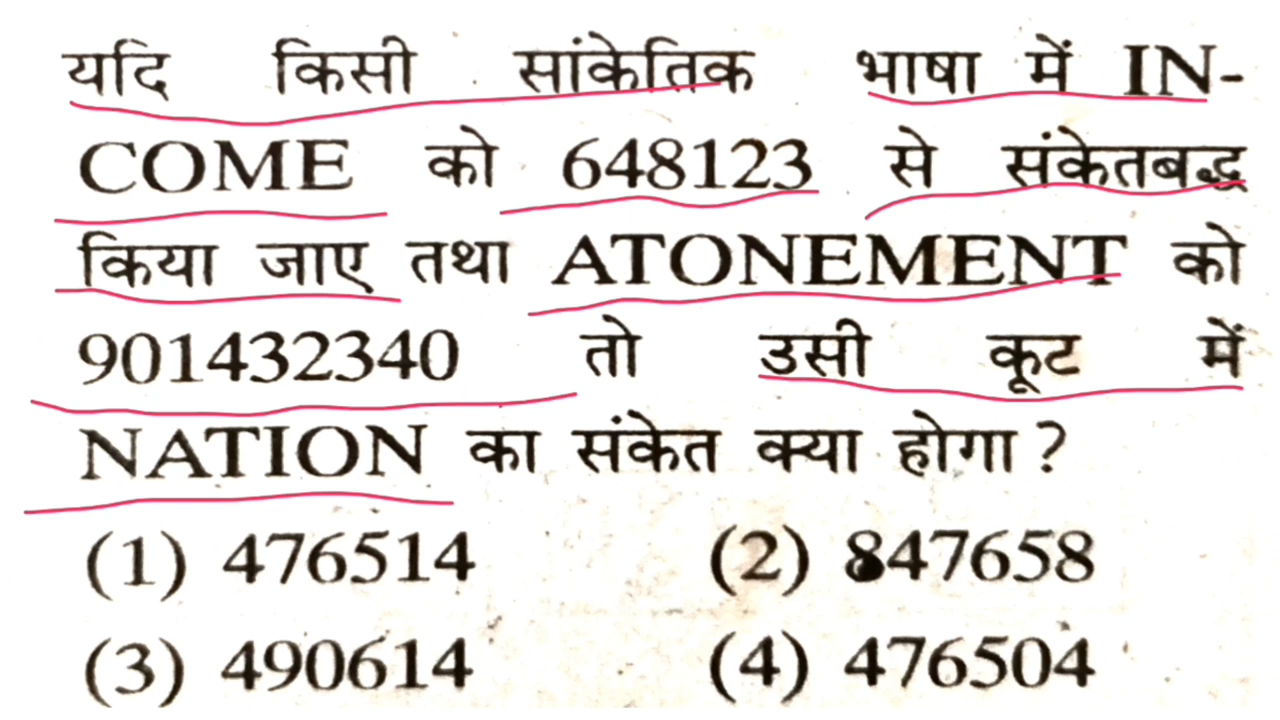 यदि किसी सांकेतिक भाषा में IN-
COME को 648123 से संकेतबद्ध
किया जाए तथा ATONEMENT को
901432340 तो उसी कूट में
NATION का संकेत क्या होगा ?
(1) 476514 (2) 847658
(3) 490614 (4) 476504